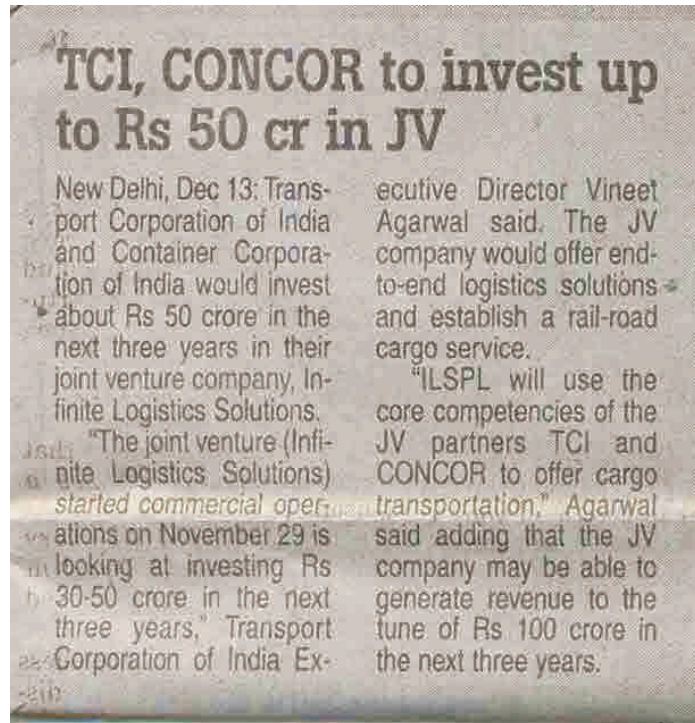 TCI, CONCOR to invest up
to Rs 50 cr in JV
New Delhi, Dec 13: Trans-
port Corporation of India
and Container Corpora-
tion of India would invest
about Rs 50 crore in the
next three years in their
joint venture company, In-
finite Logistics Solutions.
"The joint venture (Infi-
nite Logistics Solutions)
started commercial oper-
ations on November 29 is
looking at investing Rs
30-50 crore in the next
three years," Transport
Corporation of India Ex-
ecutive Director Vineet
Agarwal said. The JV
company would offer end-
to-end logistics solutions
and establish a rail-road
cargo service.
"ILSPL will use the
core competencies of the
JV partners TCI and
CONCOR to offer cargo
transportation," Agarwal
said adding that the JV
company may be able to
generate revenue to the
tune of Rs 100 crore in
the next three years.